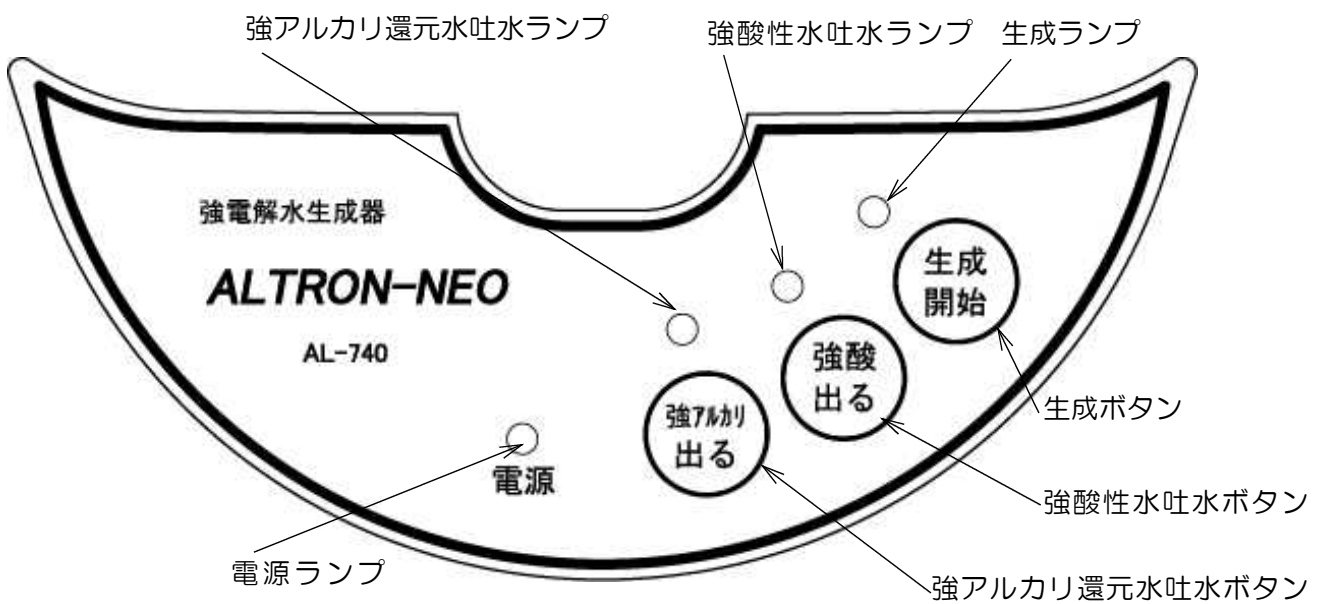 強アルカリ還元水吐水ランプ
強酸性水吐水ランプ
生成ランプ
強電解水生成器
ALTRON-NEO
AL-740
生成
開始
強酸
出る
強アルカリ
出る
電源
生成ボタン
強酸性水吐水ボタン
電源ランプ
強アルカリ還元水吐水ボタン